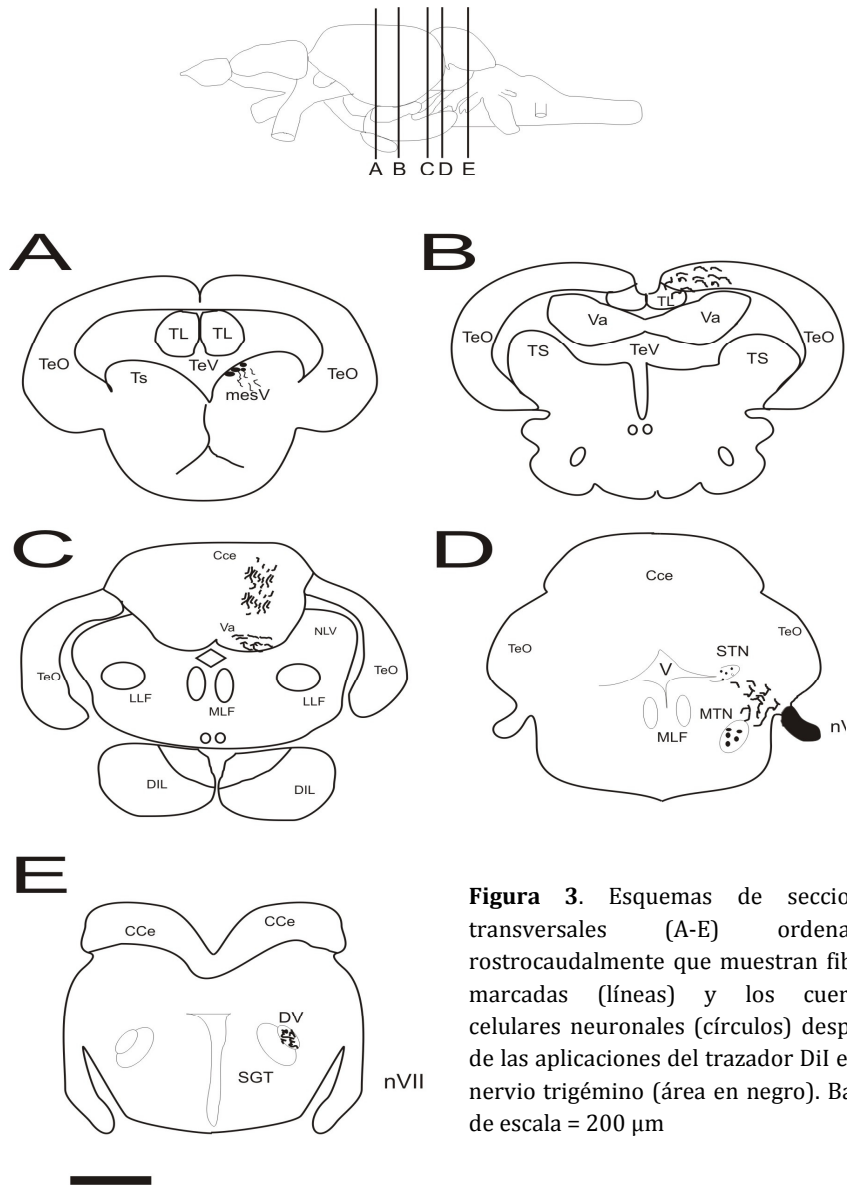 A B C D E
A
TL TL
TeO Ts TeV TeO
mesV
B
TL
Va Va
TeO TeO
TS TeV TS
C
Cce
Va NLV
TeO TeO
LLF MLF LLF
DIL DIL
D
Cce
TeO TeO
STN
V
MTN
MLF nV
E
CCe CCe
DV
SGT nVII
Figura 3. Esquemas de seccio
transversales (A-E) ordena
rostrocaudalmente que muestran fib
marcadas (líneas) y los cuer
celulares neuronales (círculos) desp
de las aplicaciones del trazador DiI e
nervio trigémino (área en negro). Ba
de escala = 200 µm